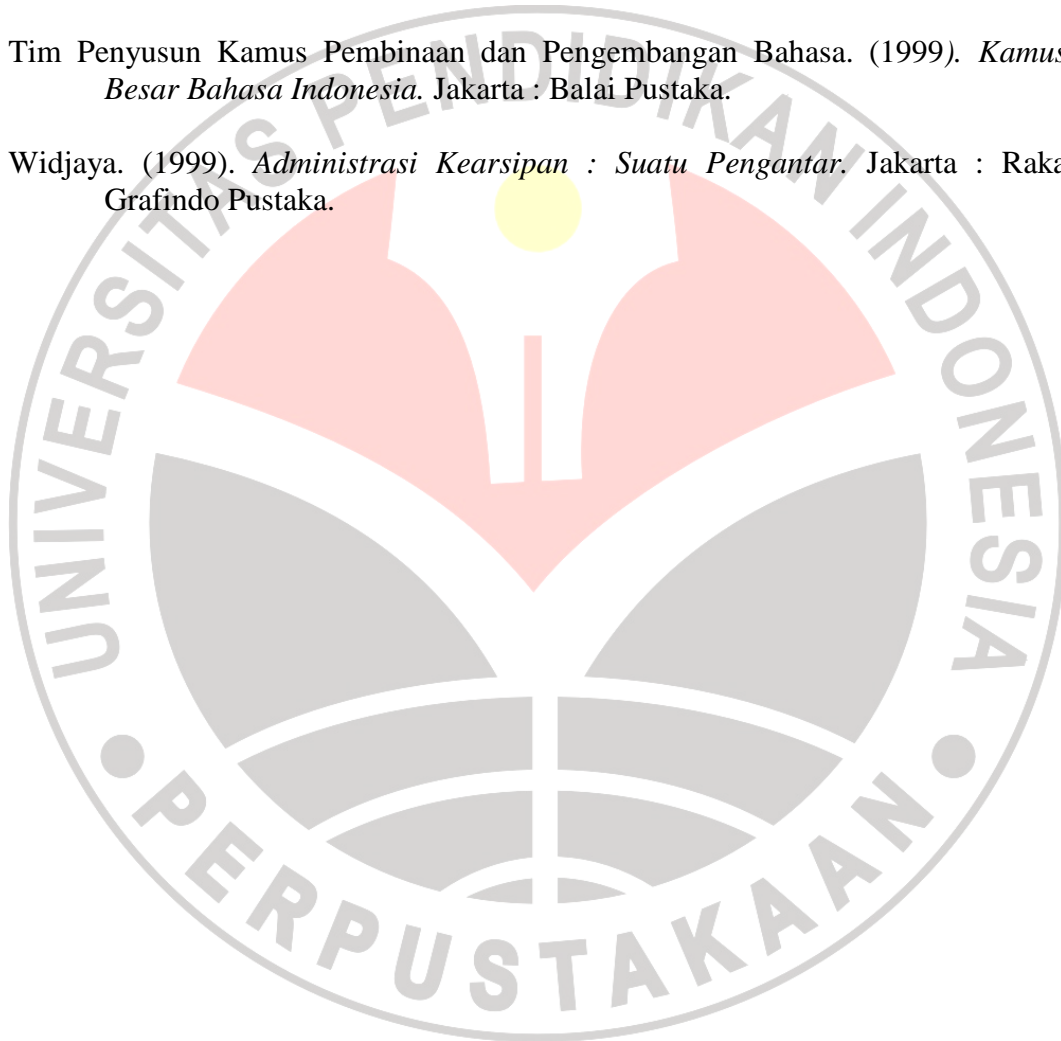 Tim Penyusun Kamus Pembinaan dan Pengembangan Bahasa. (1999). Kamus
Besar Bahasa Indonesia. Jakarta : Balai Pustaka.
Widjaya. (1999). Administrasi Kearsipan : Suatu Pengantar. Jakarta : Raka
Grafindo Pustaka.
UNIVERSITAS PENDIDIKAN INDONESIA
PERPUSTAKAAN